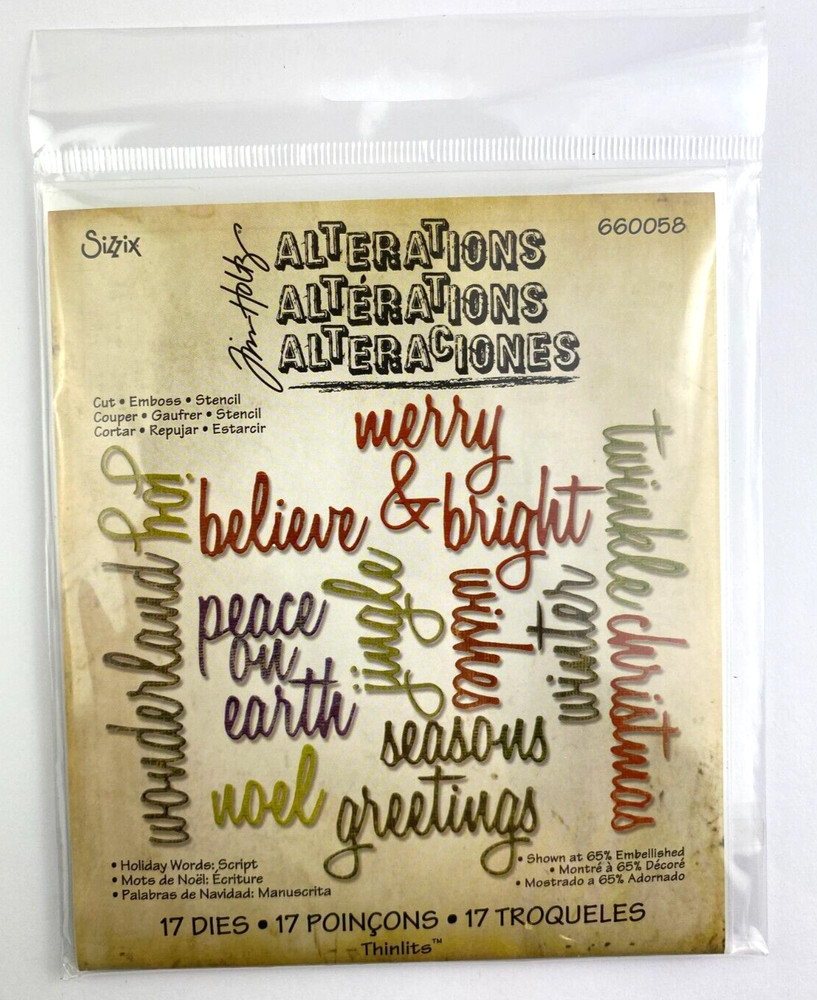 Sizzix
660058
Tim Holtz
ALTERATIONS
ALTÉRATIONS
ALTERACIONES
Cut • Emboss • Stencil
Couper • Gaufrer • Stencil
Cortar • Repujar • Estarcir
merry
&
bright
believe
joy
twinkle
wonderland
peace
on
earth
jingle
wishes
winter
christmas
seasons
greetings
noel
• Holiday Words: Script
• Mots de Noël: Écriture
• Palabras de Navidad: Manuscrita
• Shown at 65% Embellished
• Montré à 65% Décoré
• Mostrado a 65% Adornado
17 DIES • 17 POINÇONS • 17 TROQUELES
Thinlits™